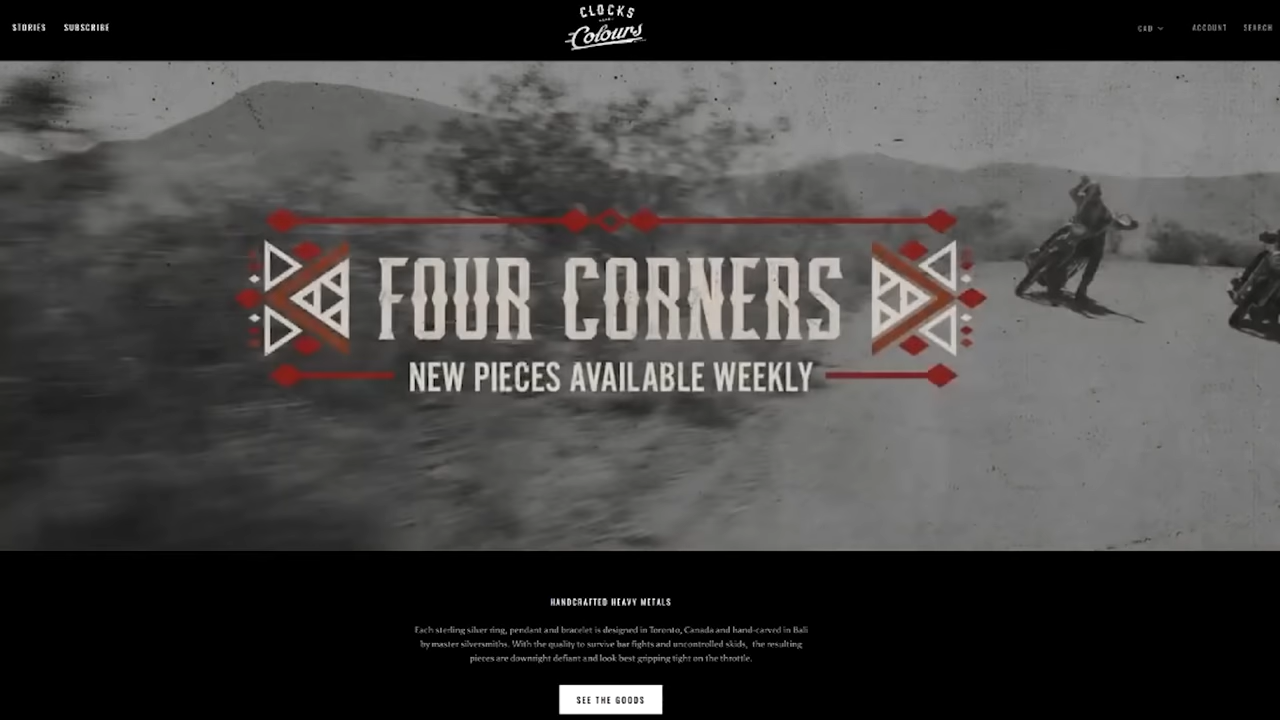 STORIES SUBSCRIBE
CLOCKS
Colours
CAD ACCOUNT SEARCH
FOUR CORNERS
NEW PIECES AVAILABLE WEEKLY
HANDCRAFTED HEAVY METALS
Each sterling silver ring, pendant and bracelet is designed in Toronto, Canada and hand-carved in Bali
by master silversmiths. With the quality to survive bar fights and uncontrolled skids, the resulting
pieces are downright defiant and look best gripping tight on the throttle.
SEE THE GOODS